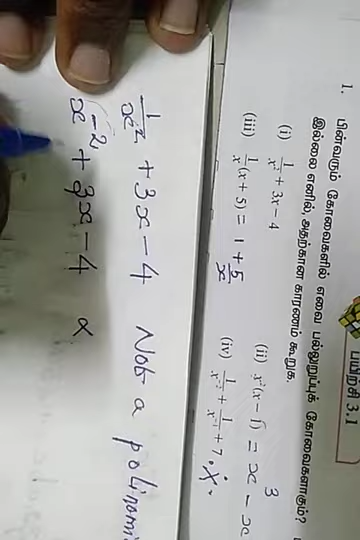 பயிற்சி 3.1
1. பின்வரும் கோவைகளில் எவை பல்லுறுப்புக் கோவைகளாகும்?
இல்லை எனில், அதற்கான காரணம் கூறுக.
(i) 1/x² + 3x - 4 (ii) x²(x - 1) = x³ - x
(iii) 1/x (x + 5) = 1 + 5/x (iv) 1/x⁻² + 1/x⁻¹ + 7
1/x² + 3x - 4 Not a polinomi
x⁻² + 3x - 4